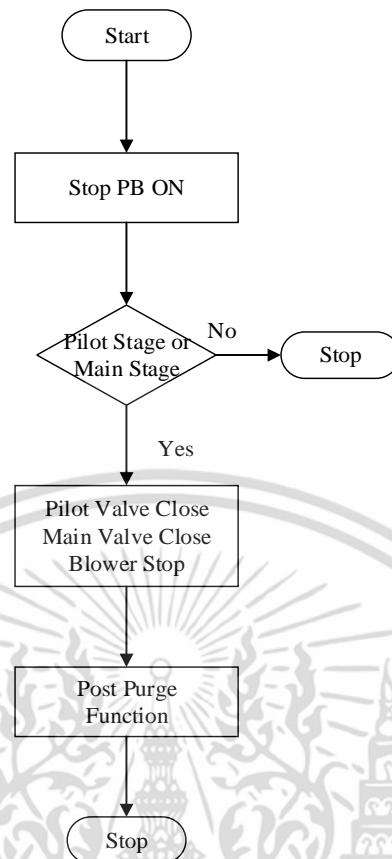 Start
Stop PB ON
Pilot Stage or
Main Stage
No
Stop
Yes
Pilot Valve Close
Main Valve Close
Blower Stop
Post Purge
Function
Stop